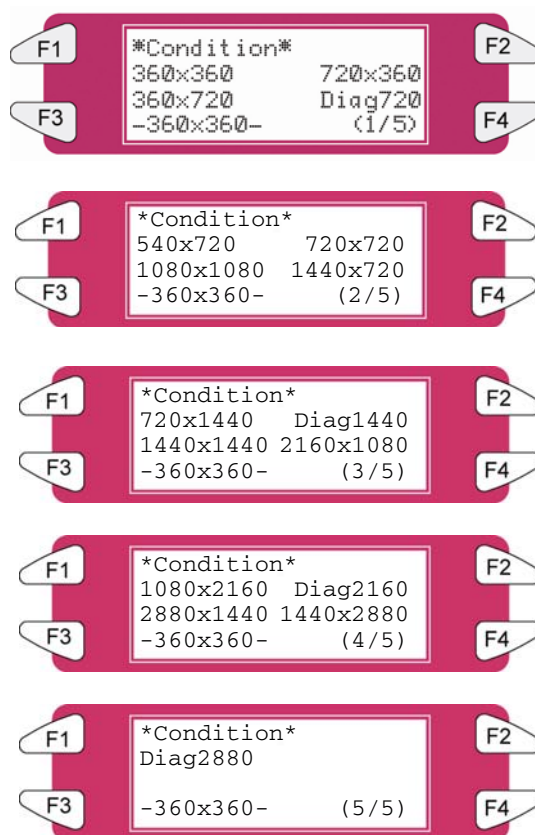 F1 *Condition* F2
360x360 720x360
360x720 Diag720
F3 -360x360- (1/5) F4
F1 *Condition* F2
540x720 720x720
1080x1080 1440x720
F3 -360x360- (2/5) F4
F1 *Condition* F2
720x1440 Diag1440
1440x1440 2160x1080
F3 -360x360- (3/5) F4
F1 *Condition* F2
1080x2160 Diag2160
2880x1440 1440x2880
F3 -360x360- (4/5) F4
F1 *Condition* F2
Diag2880
F3 -360x360- (5/5) F4